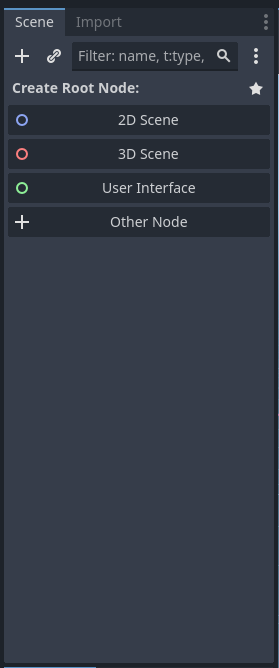 Scene Import
Filter: name, t:type,
Create Root Node:
2D Scene
3D Scene
User Interface
Other Node